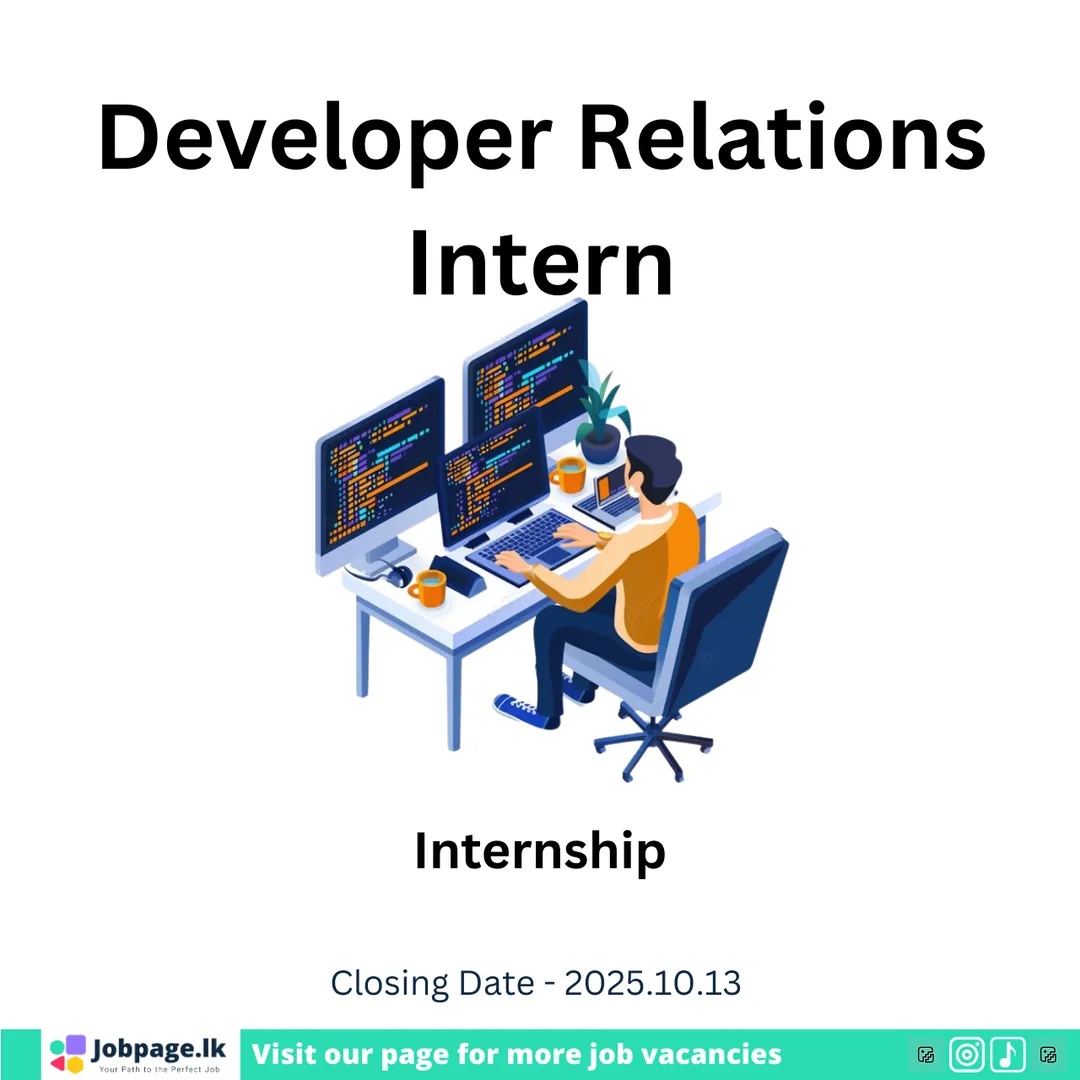 Developer Relations
Intern
Internship
Closing Date - 2025.10.13
Jobpage.lk
Your Path to the Perfect Job
Visit our page for more job vacancies